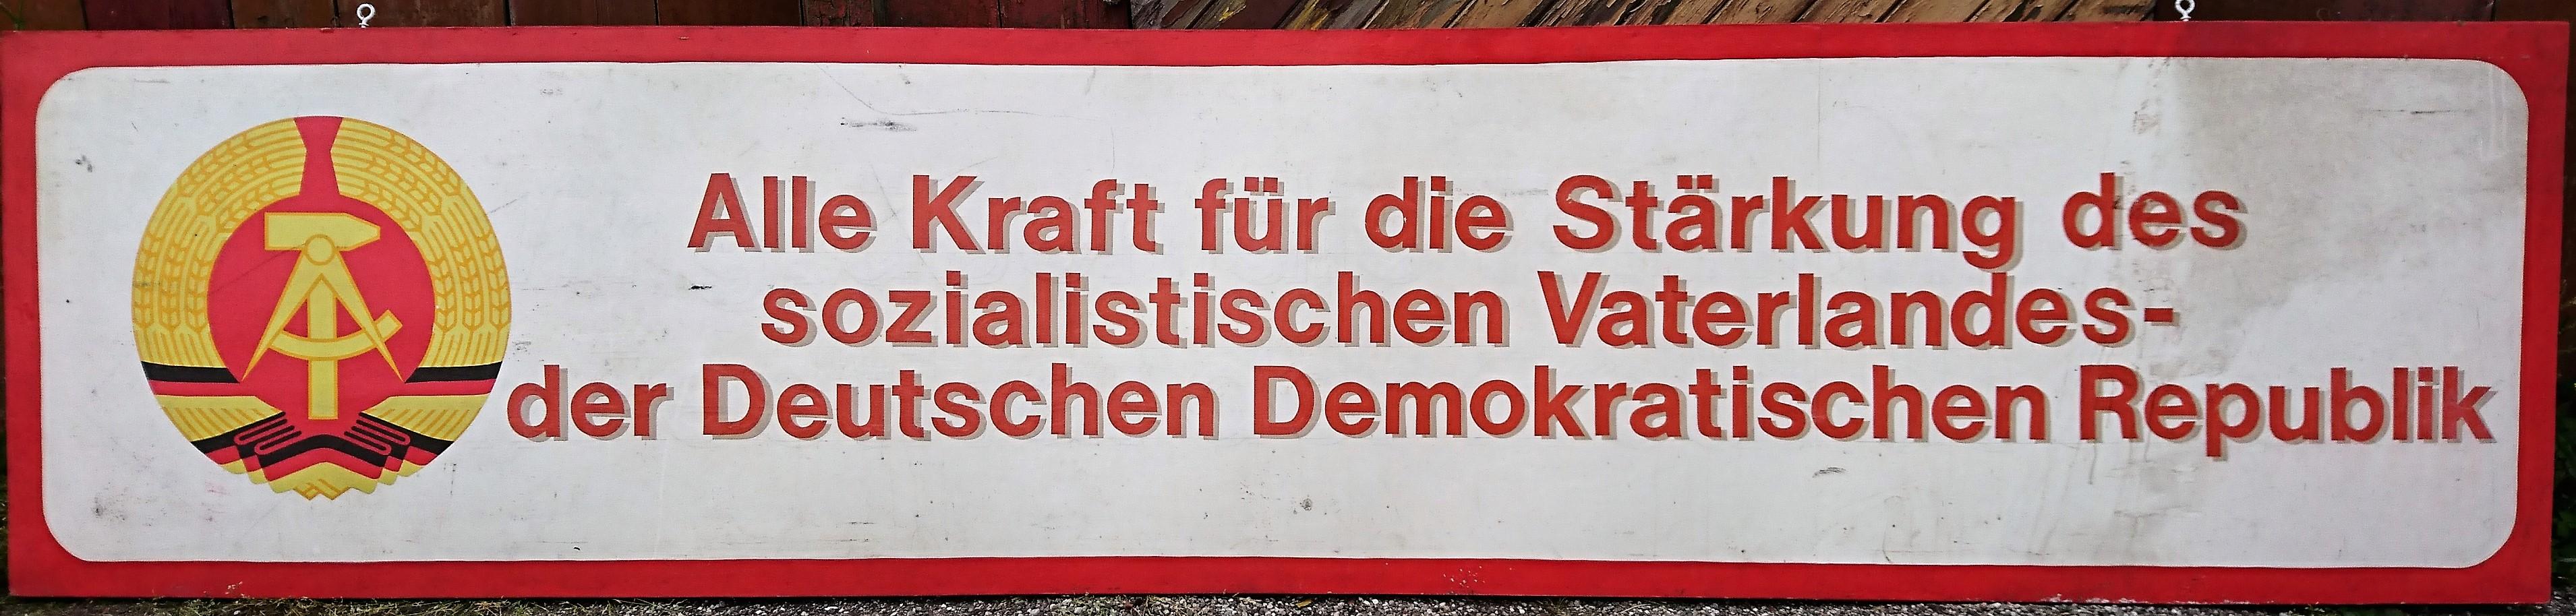 Alle Kraft für die Stärkung des
sozialistischen Vaterlandes-
der Deutschen Demokratischen Republik